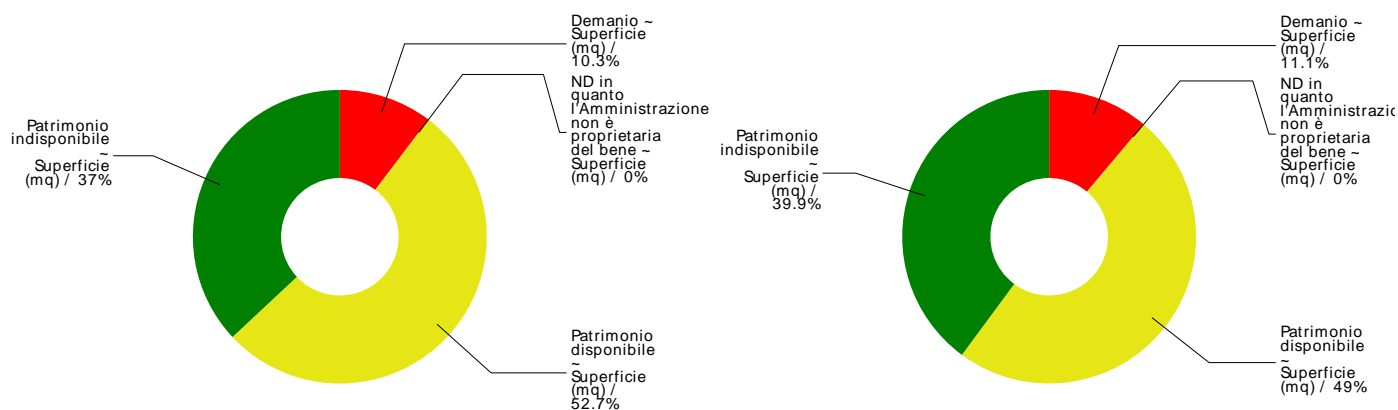 Demanio ~
Superficie
(mq) /
10.3%
ND in
quanto
l'Amministrazione
non è
proprietaria
del bene ~
Superficie
(mq) / 0%
Patrimonio
indisponibile
~
Superficie
(mq) / 37%
Patrimonio
disponibile
~
Superficie
(mq) /
52.7%
Demanio ~
Superficie
(mq) /
11.1%
ND in
quanto
l'Amministrazio
non è
proprietaria
del bene ~
Superficie
(mq) / 0%
Patrimonio
indisponibile
~
Superficie
(mq) /
39.9%
Patrimonio
disponibile
~
Superficie
(mq) / 49%